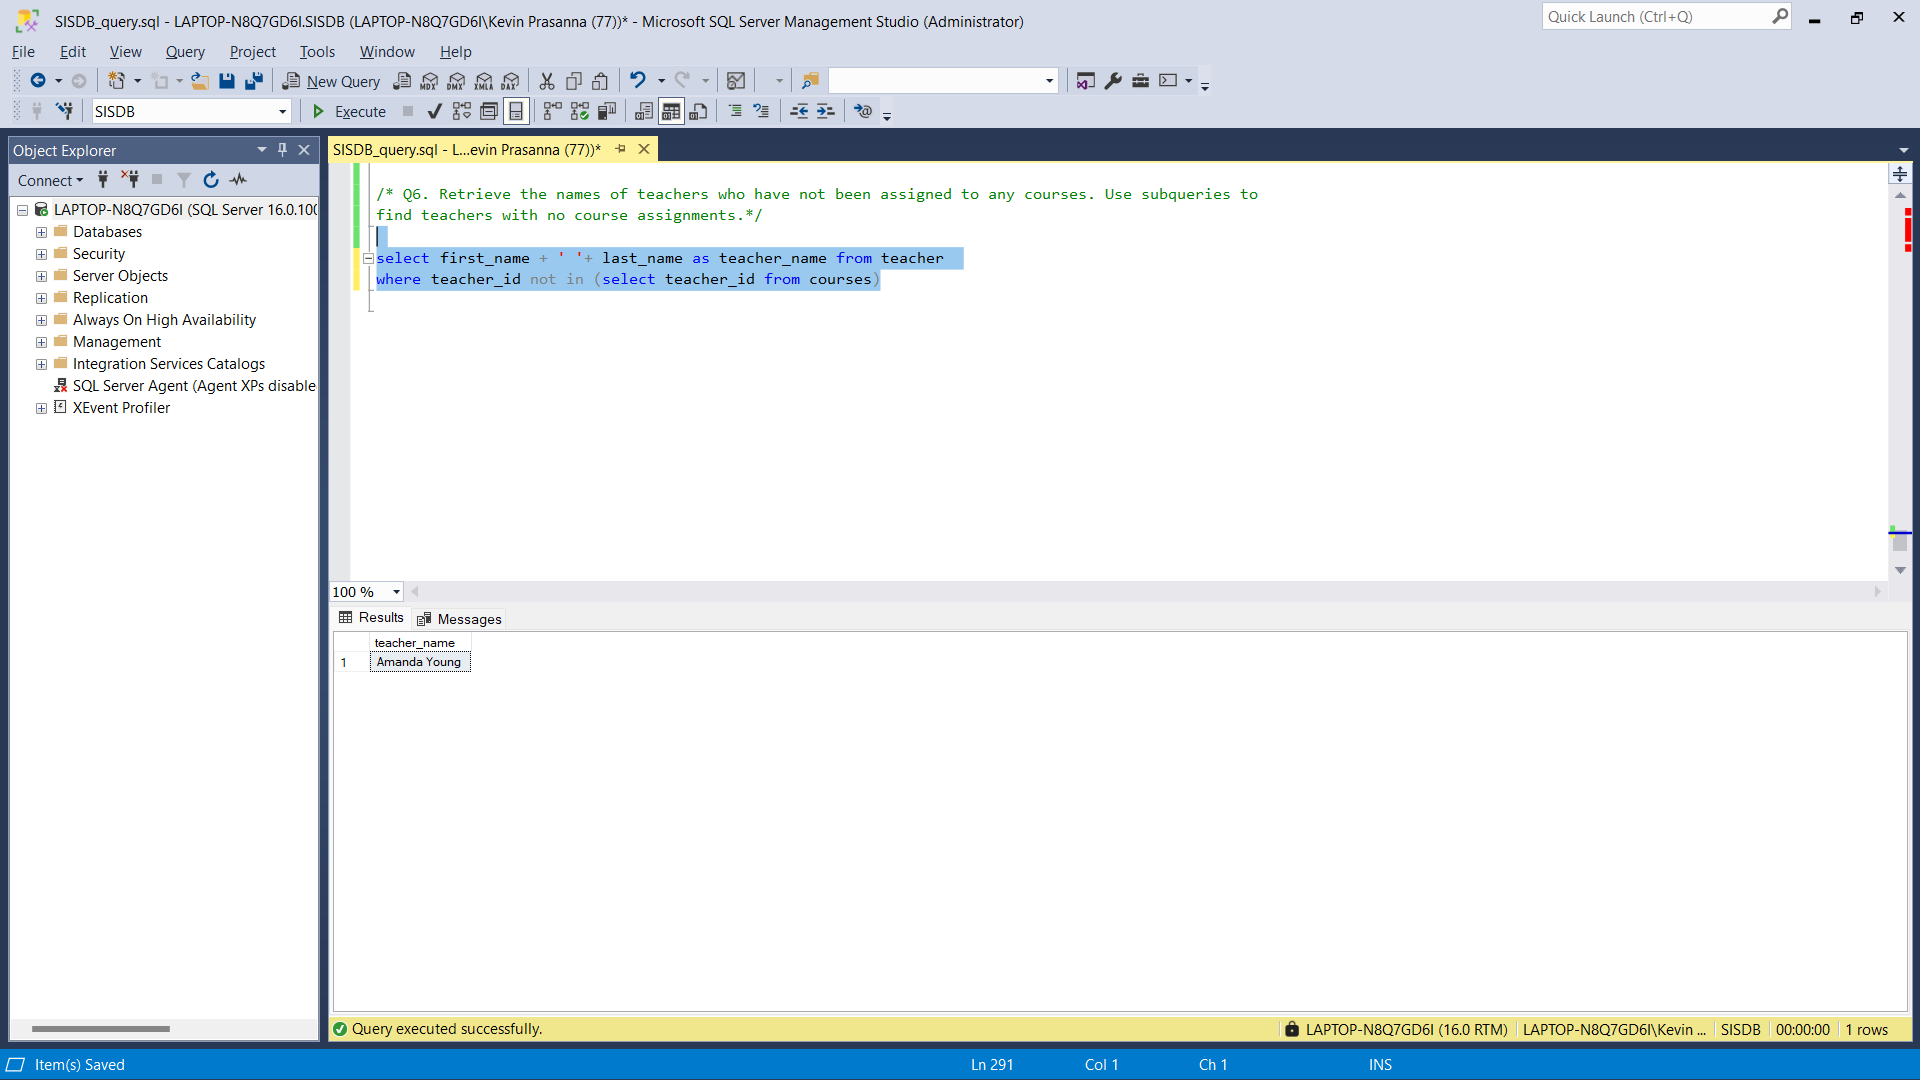 SISDB_query.sql - LAPTOP-N8Q7GD6I.SISDB (LAPTOP-N8Q7GD6I\Kevin Prasanna (77))* - Microsoft SQL Server Management Studio (Administrator)
Quick Launch (Ctrl+Q)
File Edit View Query Project Tools Window Help
New Query MDX DMX XMLA DAX
SISDB Execute
Object Explorer
SISDB_query.sql - L...evin Prasanna (77))*
Connect
LAPTOP-N8Q7GD6I (SQL Server 16.0.100
Databases
Security
Server Objects
Replication
Always On High Availability
Management
Integration Services Catalogs
SQL Server Agent (Agent XPs disable
XEvent Profiler
/* Q6. Retrieve the names of teachers who have not been assigned to any courses. Use subqueries to
find teachers with no course assignments.*/
select first_name + ' '+ last_name as teacher_name from teacher
where teacher_id not in (select teacher_id from courses)
100 %
Results Messages
teacher_name
1 Amanda Young
Query executed successfully.
LAPTOP-N8Q7GD6I (16.0 RTM) LAPTOP-N8Q7GD6I\Kevin ... SISDB 00:00:00 1 rows
Item(s) Saved Ln 291 Col 1 Ch 1 INS